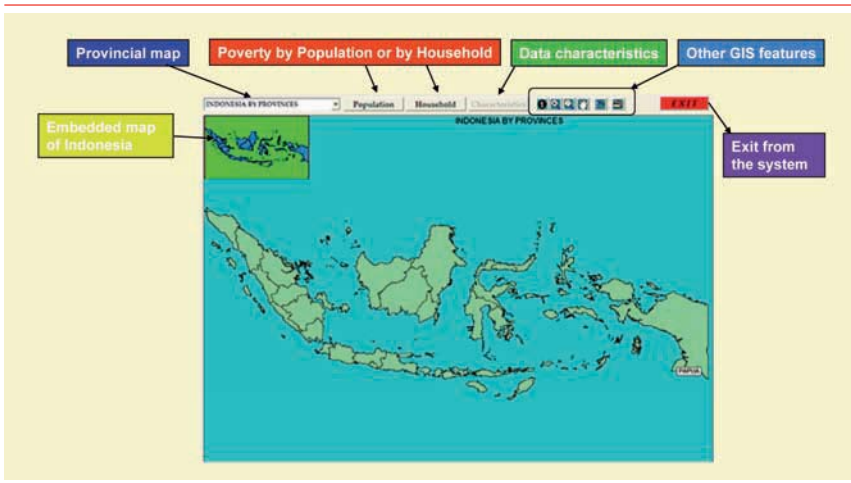 Provincial map
Poverty by Population or by Household
Data characteristics
Other GIS features
INDONESIA BY PROVINCES
Population
Household
Characteristics
EXIT
INDONESIA BY PROVINCES
Embedded map
of Indonesia
Exit from
the system
PAPUA